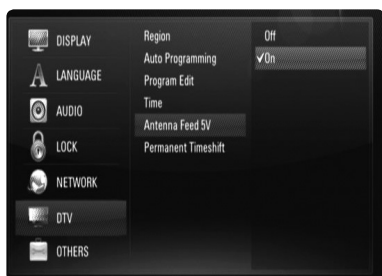 DISPLAY
LANGUAGE
AUDIO
LOCK
NETWORK
DTV
OTHERS
Region
Auto Programming
Program Edit
Time
Antenna Feed 5V
Permanent Timeshift
Off
✓On